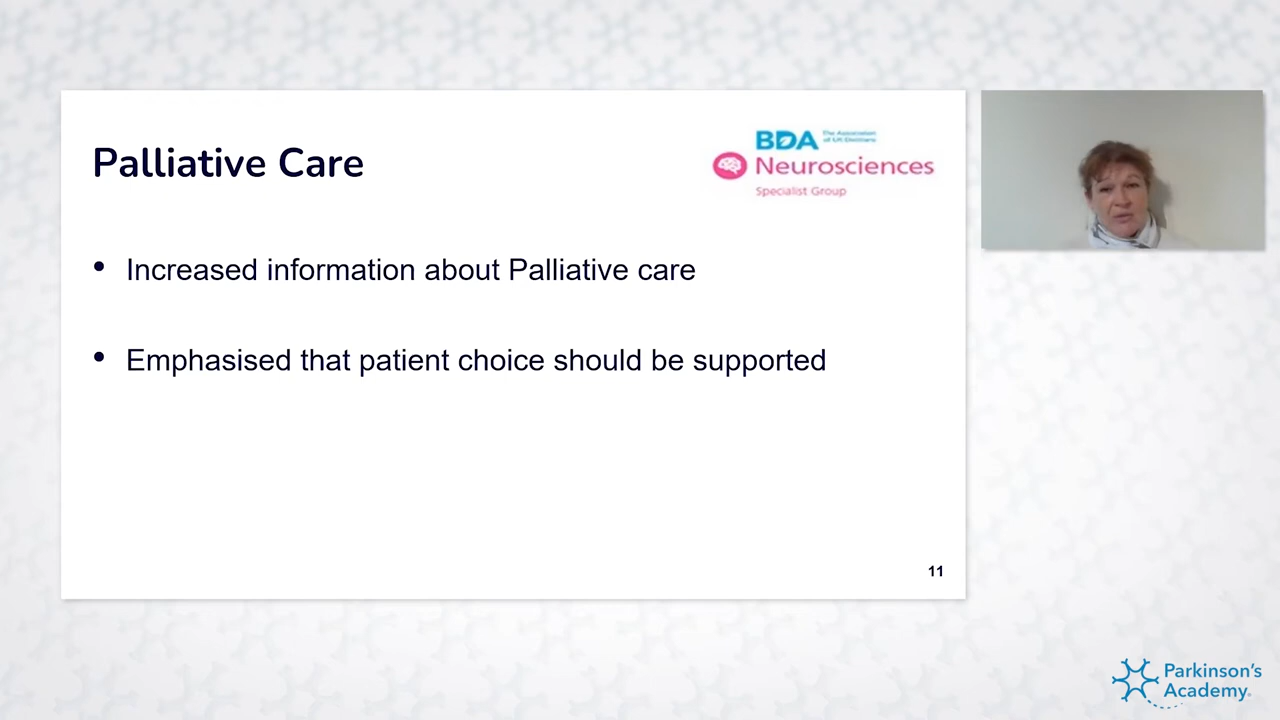 Palliative Care
BDA The Association
of UK Dietitians
Neurosciences
Specialist Group
• Increased information about Palliative care
• Emphasised that patient choice should be supported
11
Parkinson's
Academy